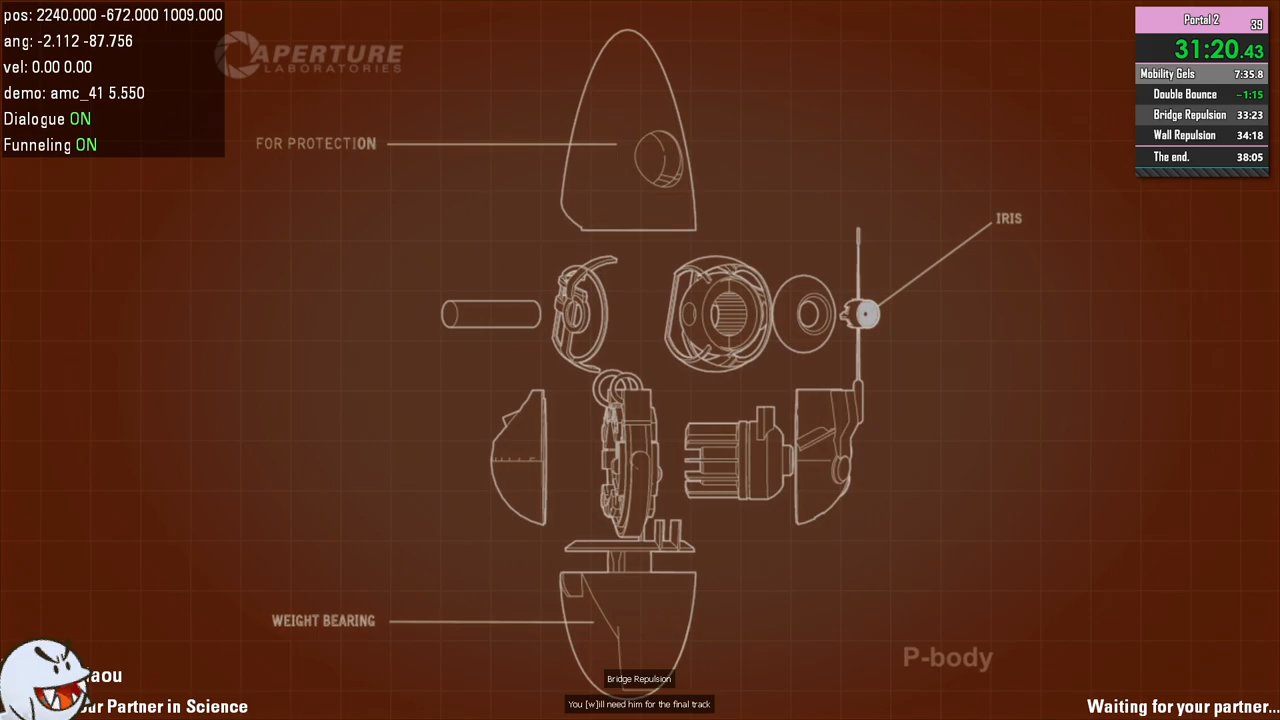 pos: 2240.000 -672.000 1009.000
ang: -2.112 -87.756
vel: 0.00 0.00
demo: amc_41 5.550
Dialogue ON
Funneling ON
APERTURE
LABORATORIES
Portal 2
39
31:20.43
Mobility Gels 7:35.8
Double Bounce −1:15
Bridge Repulsion 33:23
Wall Repulsion 34:18
The end. 38:05
FOR PROTECTION
IRIS
WEIGHT BEARING
P-body
Bridge Repulsion
You [w]ill need him for the final track
Your Partner in Science
Waiting for your partner...